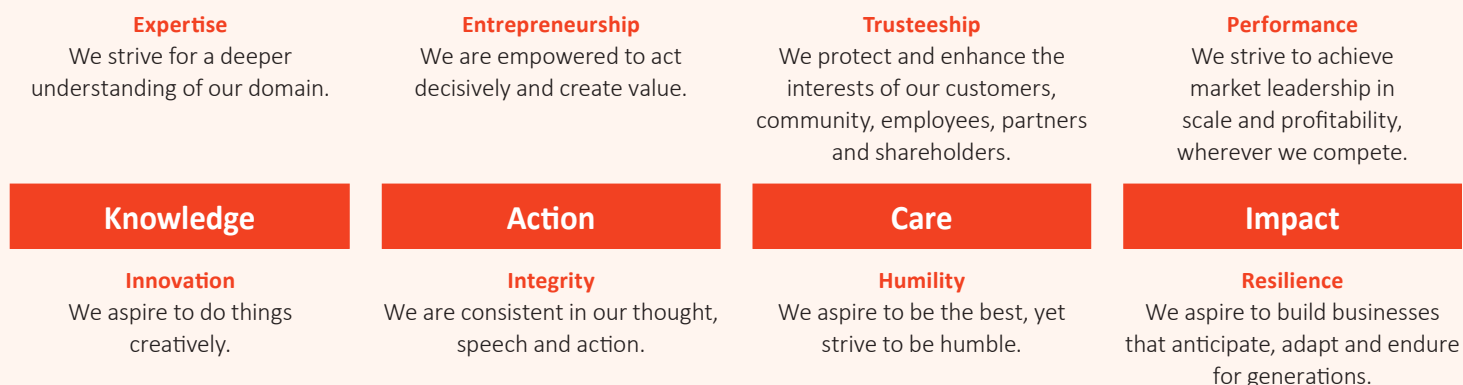 Expertise
We strive for a deeper
understanding of our domain.
Entrepreneurship
We are empowered to act
decisively and create value.
Trusteeship
We protect and enhance the
interests of our customers,
community, employees, partners
and shareholders.
Performance
We strive to achieve
market leadership in
scale and profitability,
wherever we compete.
Knowledge
Action
Care
Impact
Innovation
We aspire to do things
creatively.
Integrity
We are consistent in our thought,
speech and action.
Humility
We aspire to be the best, yet
strive to be humble.
Resilience
We aspire to build businesses
that anticipate, adapt and endure
for generations.